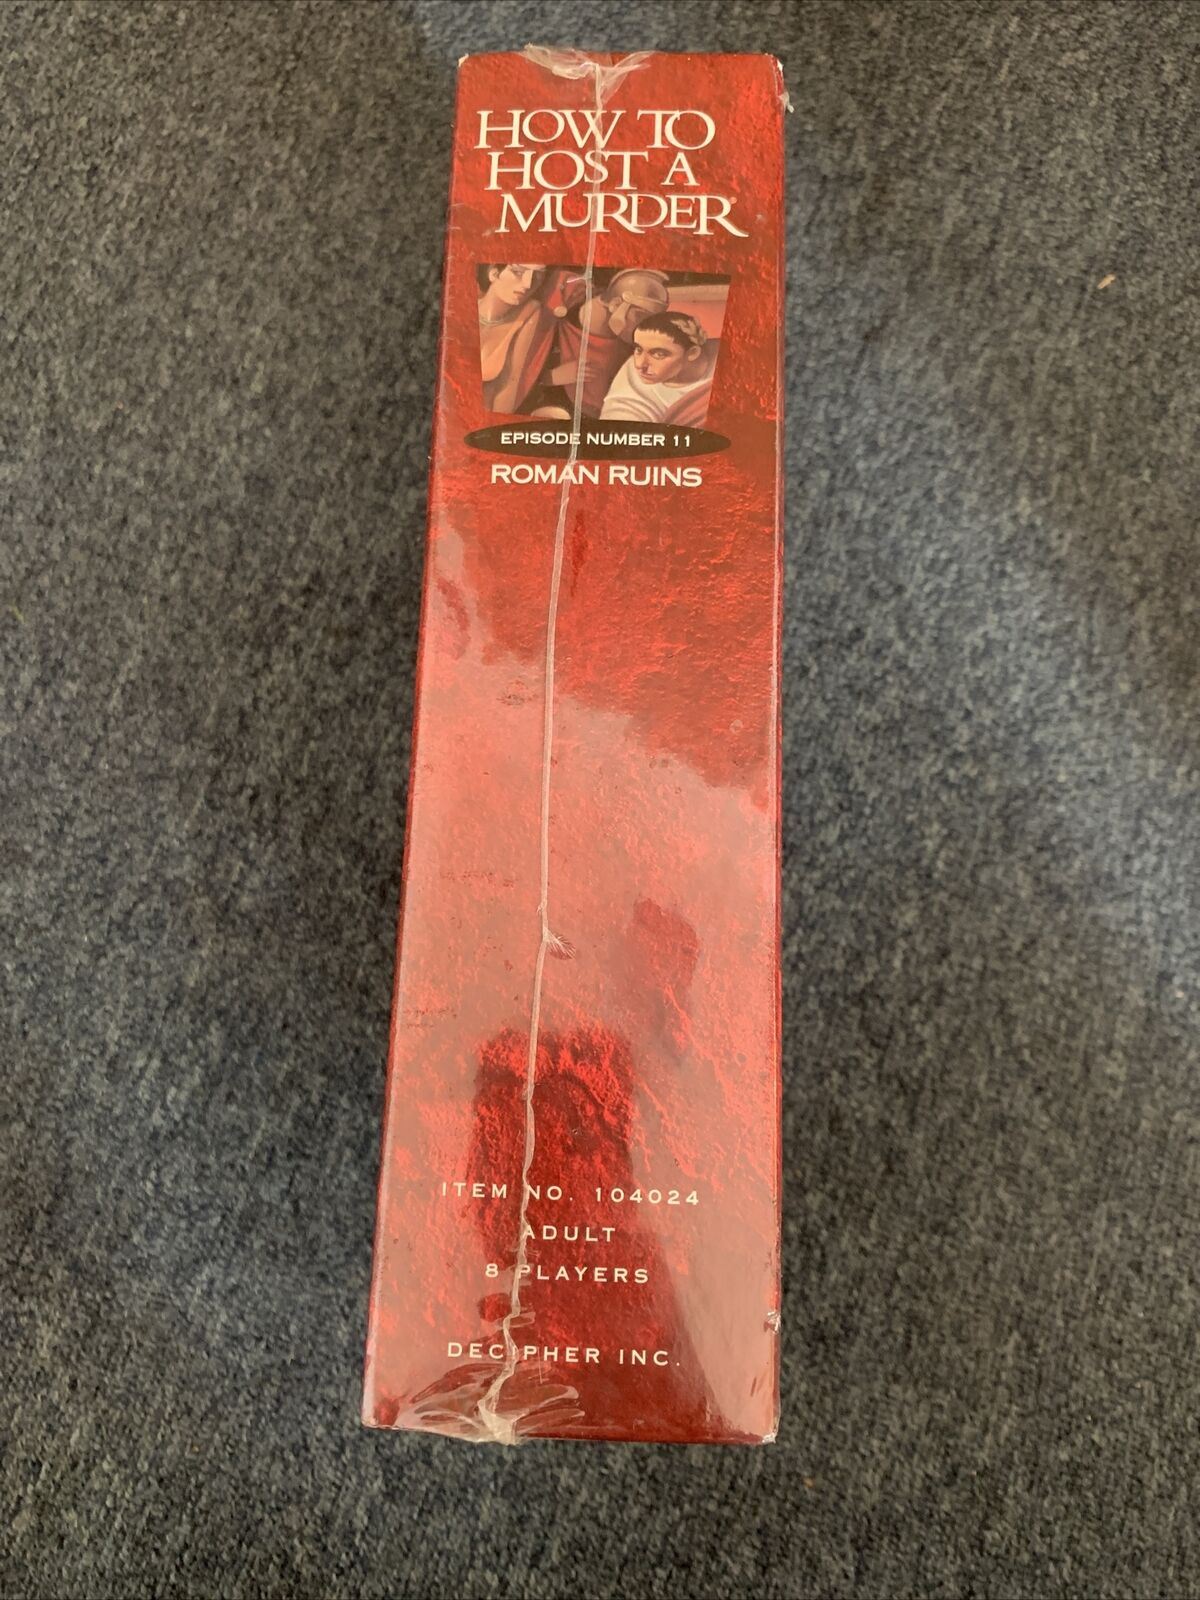 HOW TO
HOST A
MURDER
EPISODE NUMBER 11
ROMAN RUINS
ITEM NO. 104024
ADULT
8 PLAYERS
DECIPHER INC.